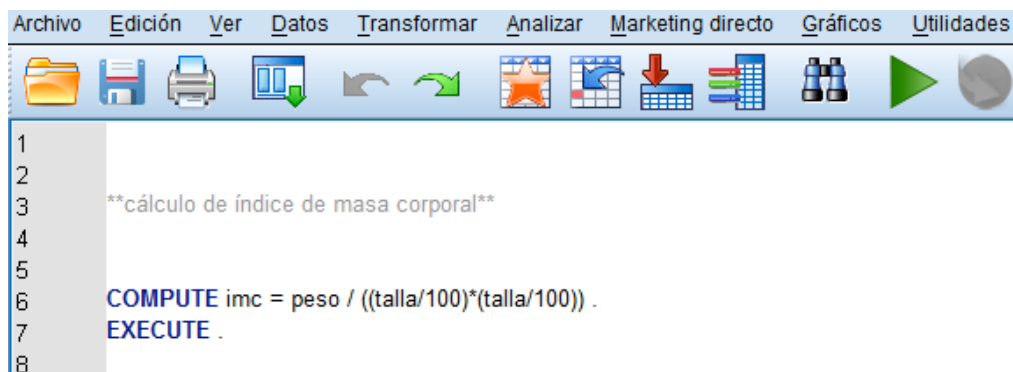 Archivo Edición Ver Datos Transformar Analizar Marketing directo Gráficos Utilidades
1
2
3 **cálculo de índice de masa corporal**
4
5
6 COMPUTE imc = peso / ((talla/100)*(talla/100)) .
7 EXECUTE .
8